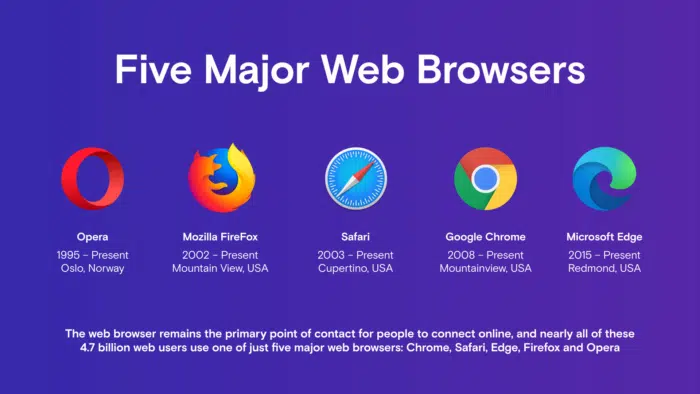 Five Major Web Browsers
Opera
1995 – Present
Oslo, Norway
Mozilla FireFox
2002 – Present
Mountain View, USA
Safari
2003 – Present
Cupertino, USA
Google Chrome
2008 – Present
Mountainview, USA
Microsoft Edge
2015 – Present
Redmond, USA
The web browser remains the primary point of contact for people to connect online, and nearly all of these
4.7 billion web users use one of just five major web browsers: Chrome, Safari, Edge, Firefox and Opera